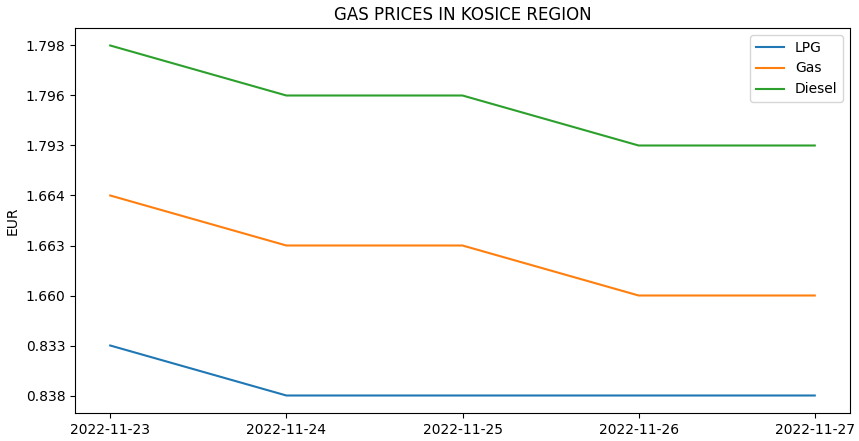 GAS PRICES IN KOSICE REGION
LPG
Gas
Diesel
EUR
1.798
1.796
1.793
1.664
1.663
1.660
0.833
0.838
2022-11-23 2022-11-24 2022-11-25 2022-11-26 2022-11-27